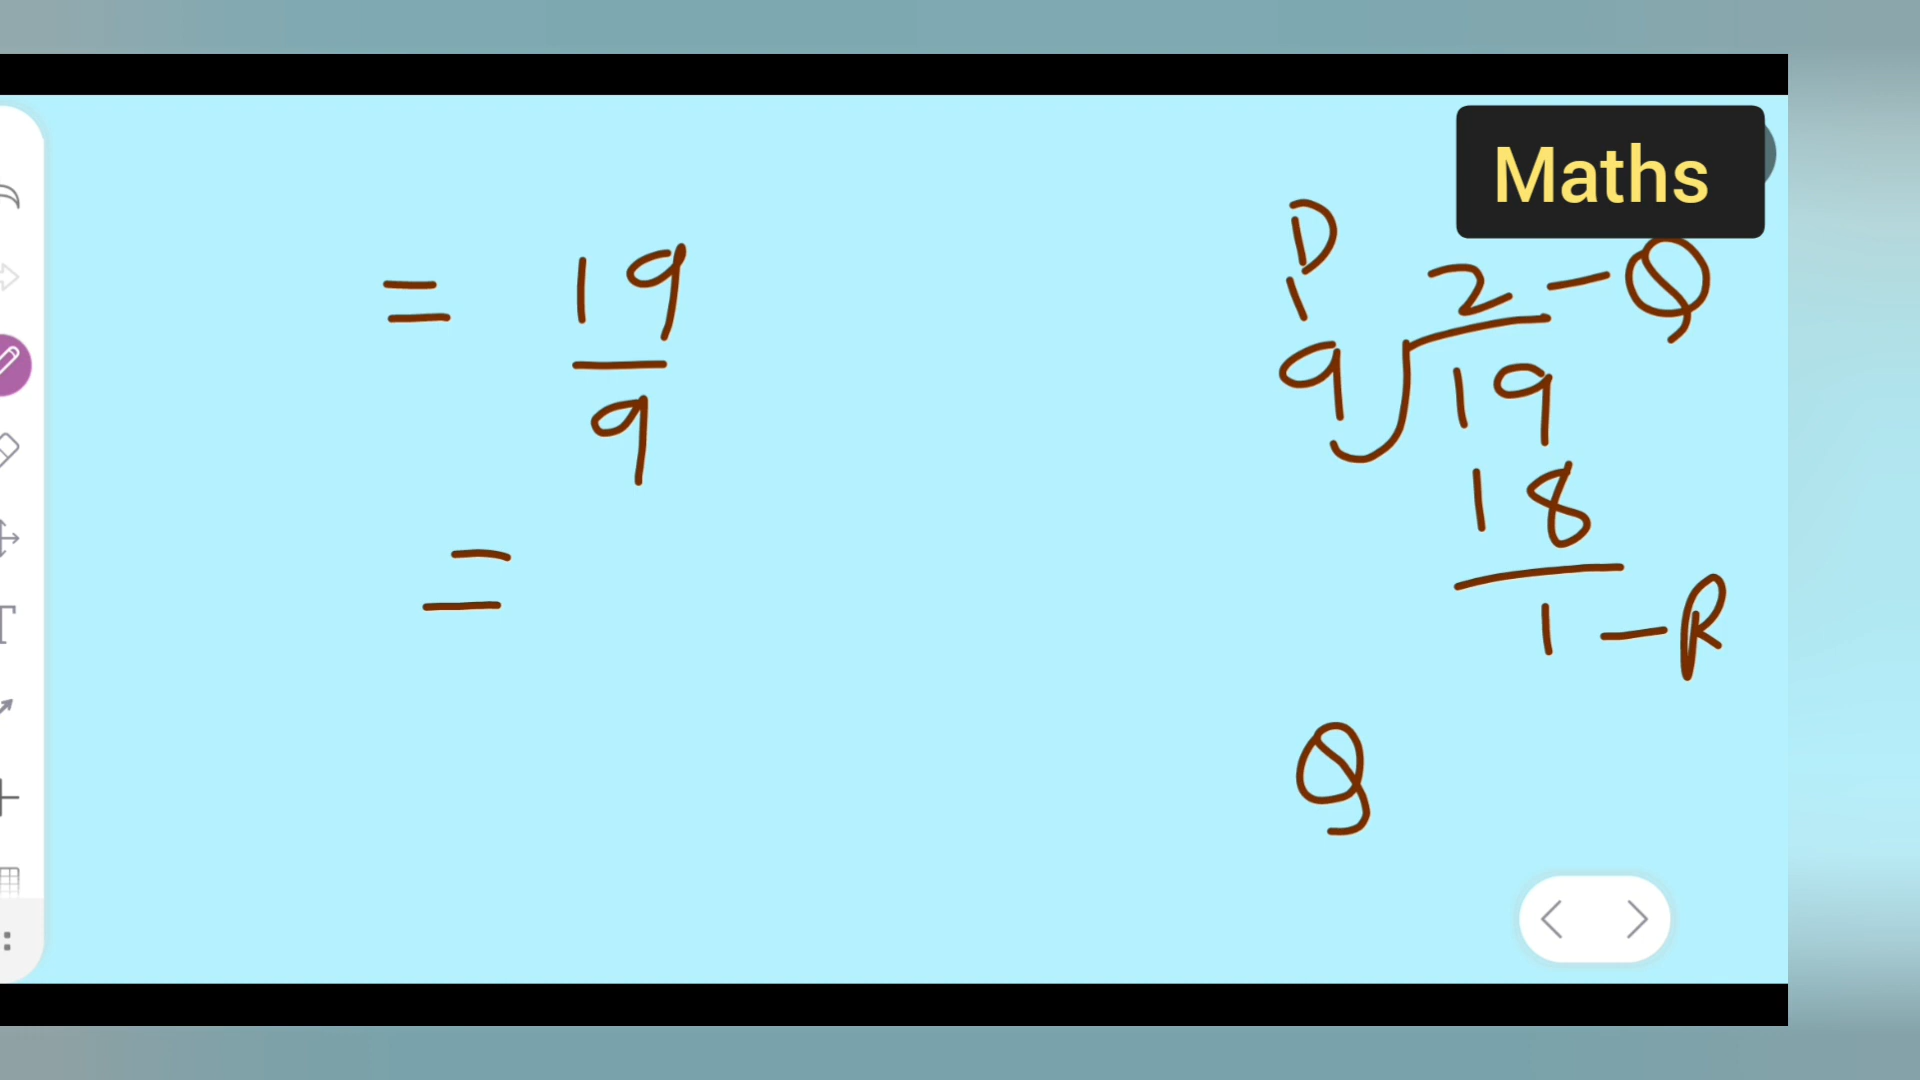 Maths
= 19/9
=
D
2 - Q
9 ) 19
18
1 - R
Q